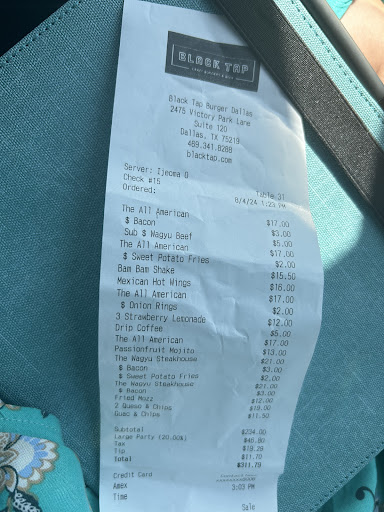 BLACK TAP
Black Tap Burger Dallas
2475 Victory Park Lane
Suite 120
Dallas, TX 75219
469.341.8288
blacktap.com
Server: Ijeoma O
Check #15 Table 31
Ordered: 8/4/24 1:23 PM
The All American $17.00
$ Bacon $3.00
Sub $ Wagyu Beef $5.00
The All American $17.00
$ Sweet Potato Fries $2.00
Bam Bam Shake $15.50
Mexican Hot Wings $16.00
The All American $17.00
$ Onion Rings $2.00
3 Strawberry Lemonade $12.00
Drip Coffee $5.00
The All American $17.00
Passionfruit Mojito $13.00
The Wagyu Steakhouse $21.00
$ Bacon $3.00
$ Sweet Potato Fries $2.00
The Wagyu Steakhouse $21.00
$ Bacon $3.00
Fried Mozz $12.00
2 Queso & Chips $19.00
Guac & Chips $11.50
Subtotal $234.00
Large Party (20.00%) $46.80
Tax $19.29
Tip $11.70
Total $311.79
Credit Card
Amex
Time 3:03 PM
Sale